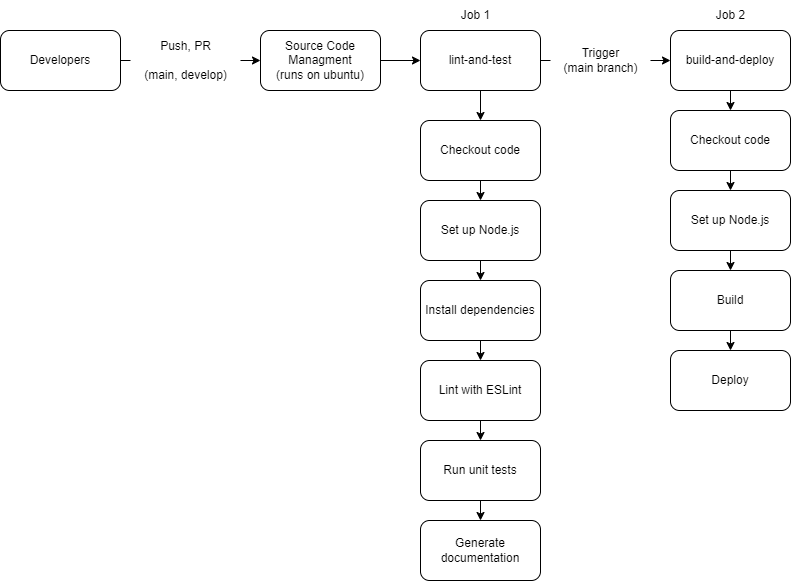 Job 1
Job 2
Developers
Push, PR
(main, develop)
Source Code
Managment
(runs on ubuntu)
lint-and-test
Trigger
(main branch)
build-and-deploy
Checkout code
Set up Node.js
Install dependencies
Lint with ESLint
Run unit tests
Generate
documentation
Checkout code
Set up Node.js
Build
Deploy